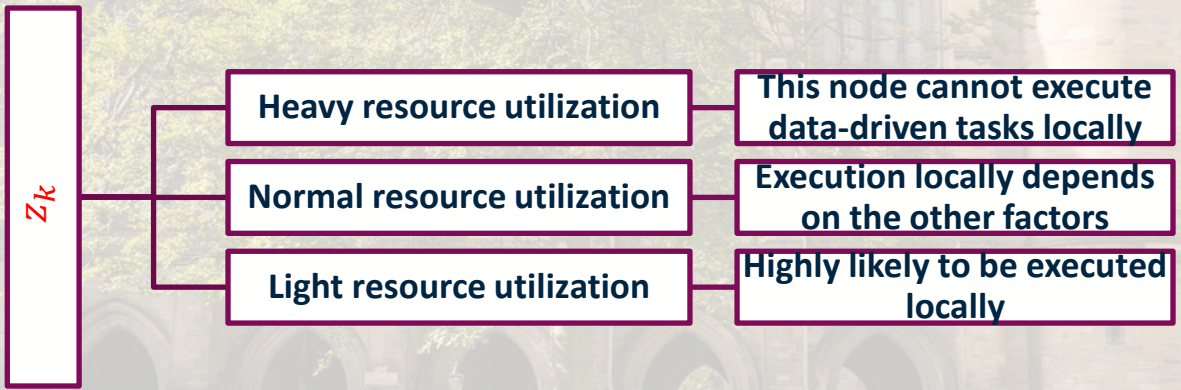 z_k
Heavy resource utilization
This node cannot execute
data-driven tasks locally
Normal resource utilization
Execution locally depends
on the other factors
Light resource utilization
Highly likely to be executed
locally